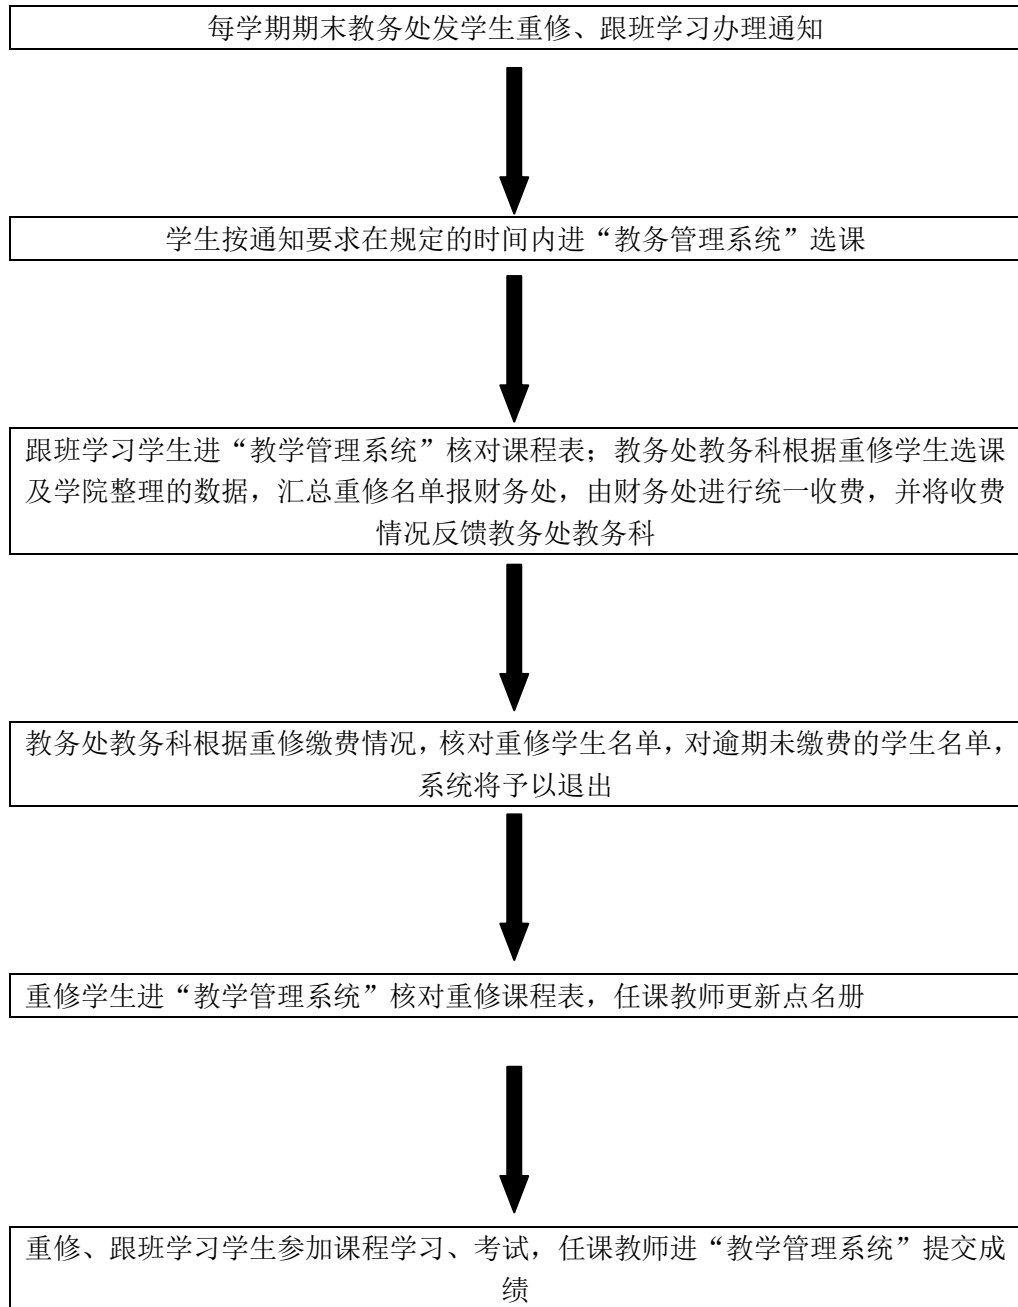 每学期期末教务处发学生重修、跟班学习办理通知
学生按通知要求在规定的时间内进“教务管理系统”选课
跟班学习学生进“教学管理系统”核对课程表；教务处教务科根据重修学生选课
及学院整理的数据，汇总重修名单报财务处，由财务处进行统一收费，并将收费
情况反馈教务处教务科
教务处教务科根据重修缴费情况，核对重修学生名单，对逾期未缴费的学生名单，
系统将予以退出
重修学生进“教学管理系统”核对重修课程表，任课教师更新点名册
重修、跟班学习学生参加课程学习、考试，任课教师进“教学管理系统”提交成
绩